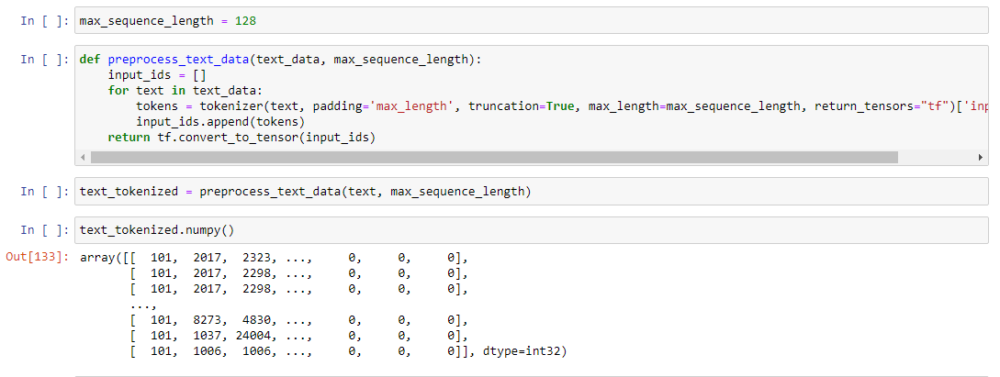 In [ ]: max_sequence_length = 128
In [ ]: def preprocess_text_data(text_data, max_sequence_length):
    input_ids = []
    for text in text_data:
        tokens = tokenizer(text, padding='max_length', truncation=True, max_length=max_sequence_length, return_tensors="tf")['inp
        input_ids.append(tokens)
    return tf.convert_to_tensor(input_ids)
In [ ]: text_tokenized = preprocess_text_data(text, max_sequence_length)
In [ ]: text_tokenized.numpy()
Out[133]: array([[  101,  2017,  2323, ...,     0,     0,     0],
       [  101,  2017,  2298, ...,     0,     0,     0],
       [  101,  2017,  2298, ...,     0,     0,     0],
       ...,
       [  101,  8273,  4830, ...,     0,     0,     0],
       [  101,  1037, 24004, ...,     0,     0,     0],
       [  101,  1006,  1006, ...,     0,     0,     0]], dtype=int32)